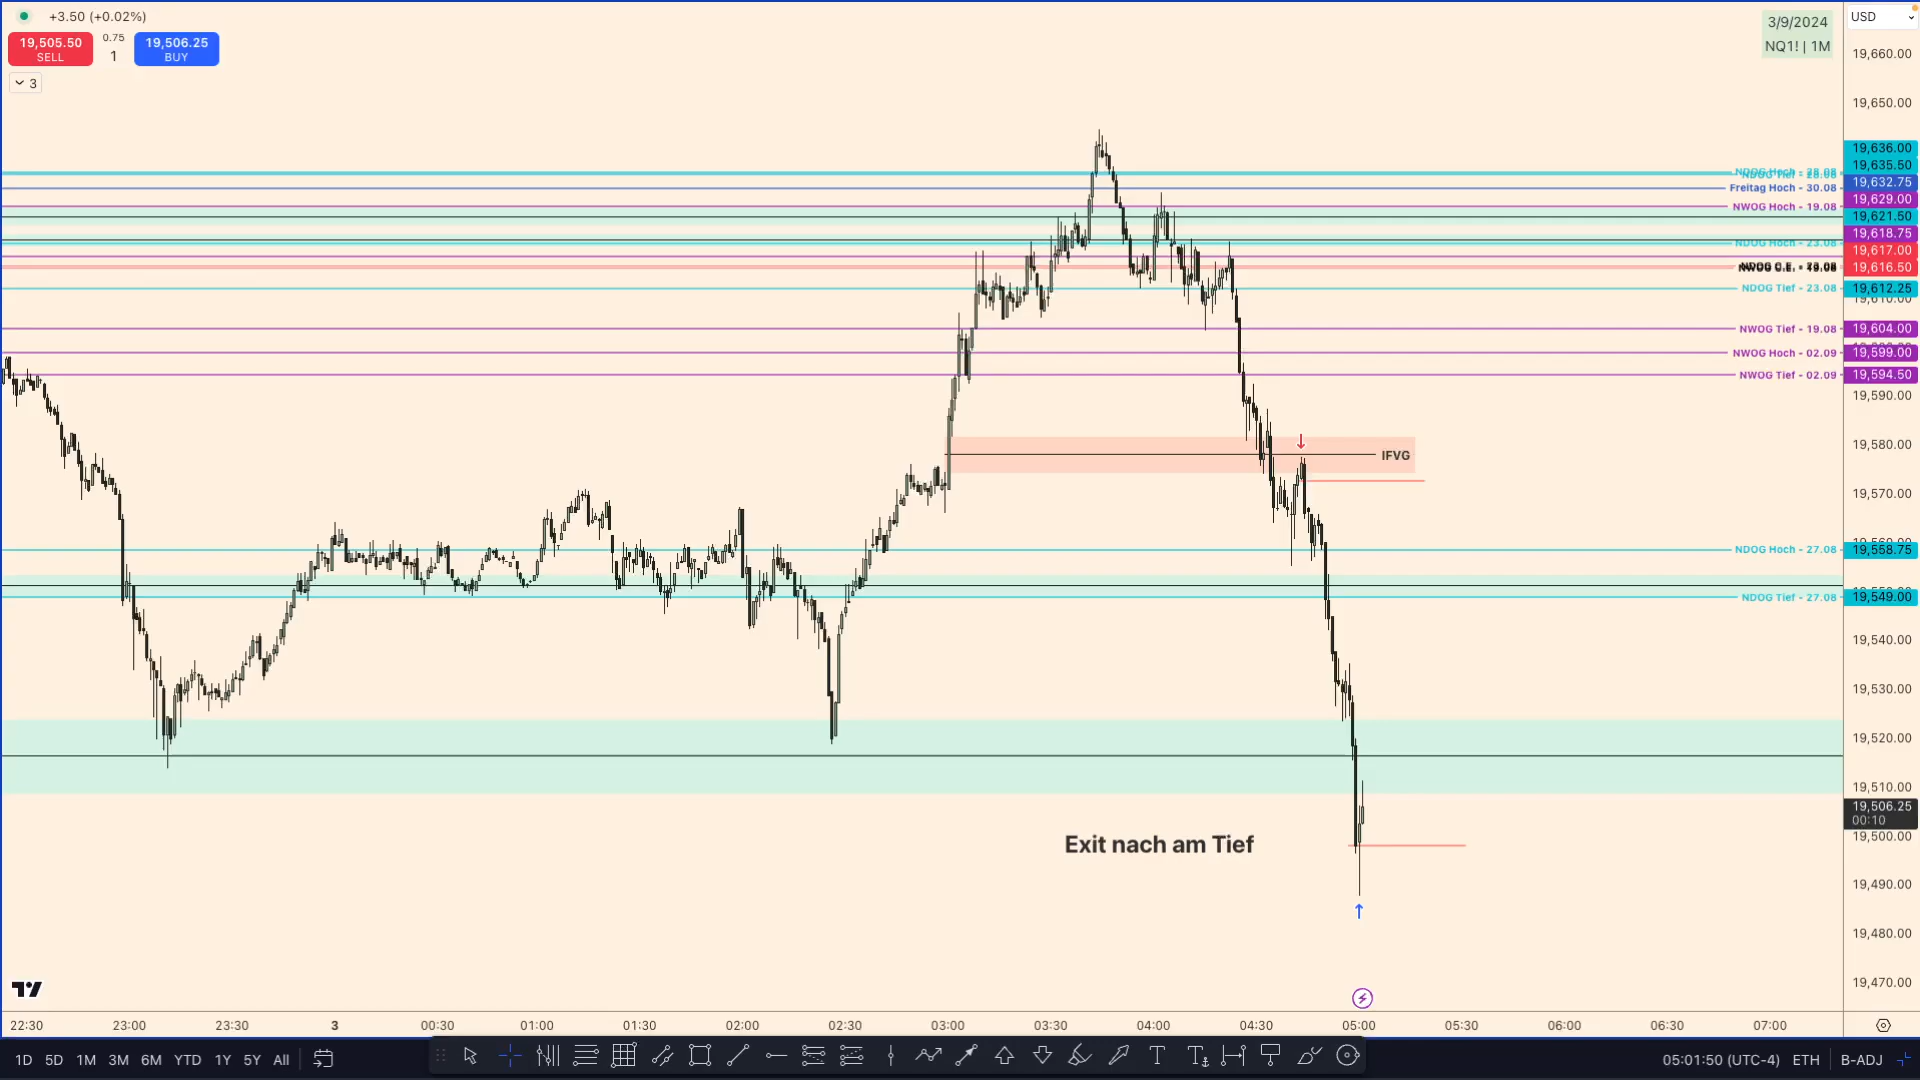 +3.50 (+0.02%)
19,505.50
SELL
0.75
1
19,506.25
BUY
3
3/9/2024
NQ1! | 1M
USD
19,660.00
19,650.00
19,636.00
19,635.50
Freitag Hoch - 30.08
19,632.75
NWOG Hoch - 19.08
19,629.00
19,621.50
19,618.75
NDOG Hoch - 23.08
19,617.00
19,616.50
NDOG Tief - 23.08
19,612.25
19,610.00
NWOG Tief - 19.08
19,604.00
NWOG Hoch - 02.09
19,599.00
NWOG Tief - 02.09
19,594.50
19,590.00
19,580.00
IFVG
19,570.00
NDOG Hoch - 27.08
19,558.75
NDOG Tief - 27.08
19,549.00
19,540.00
19,530.00
19,520.00
19,510.00
19,506.25
00:10
19,500.00
Exit nach am Tief
19,490.00
19,480.00
19,470.00
22:30 23:00 23:30 3 00:30 01:00 01:30 02:00 02:30 03:00 03:30 04:00 04:30 05:00 05:30 06:00 06:30 07:00
1D 5D 1M 3M 6M YTD 1Y 5Y All
05:01:50 (UTC-4) ETH B-ADJ